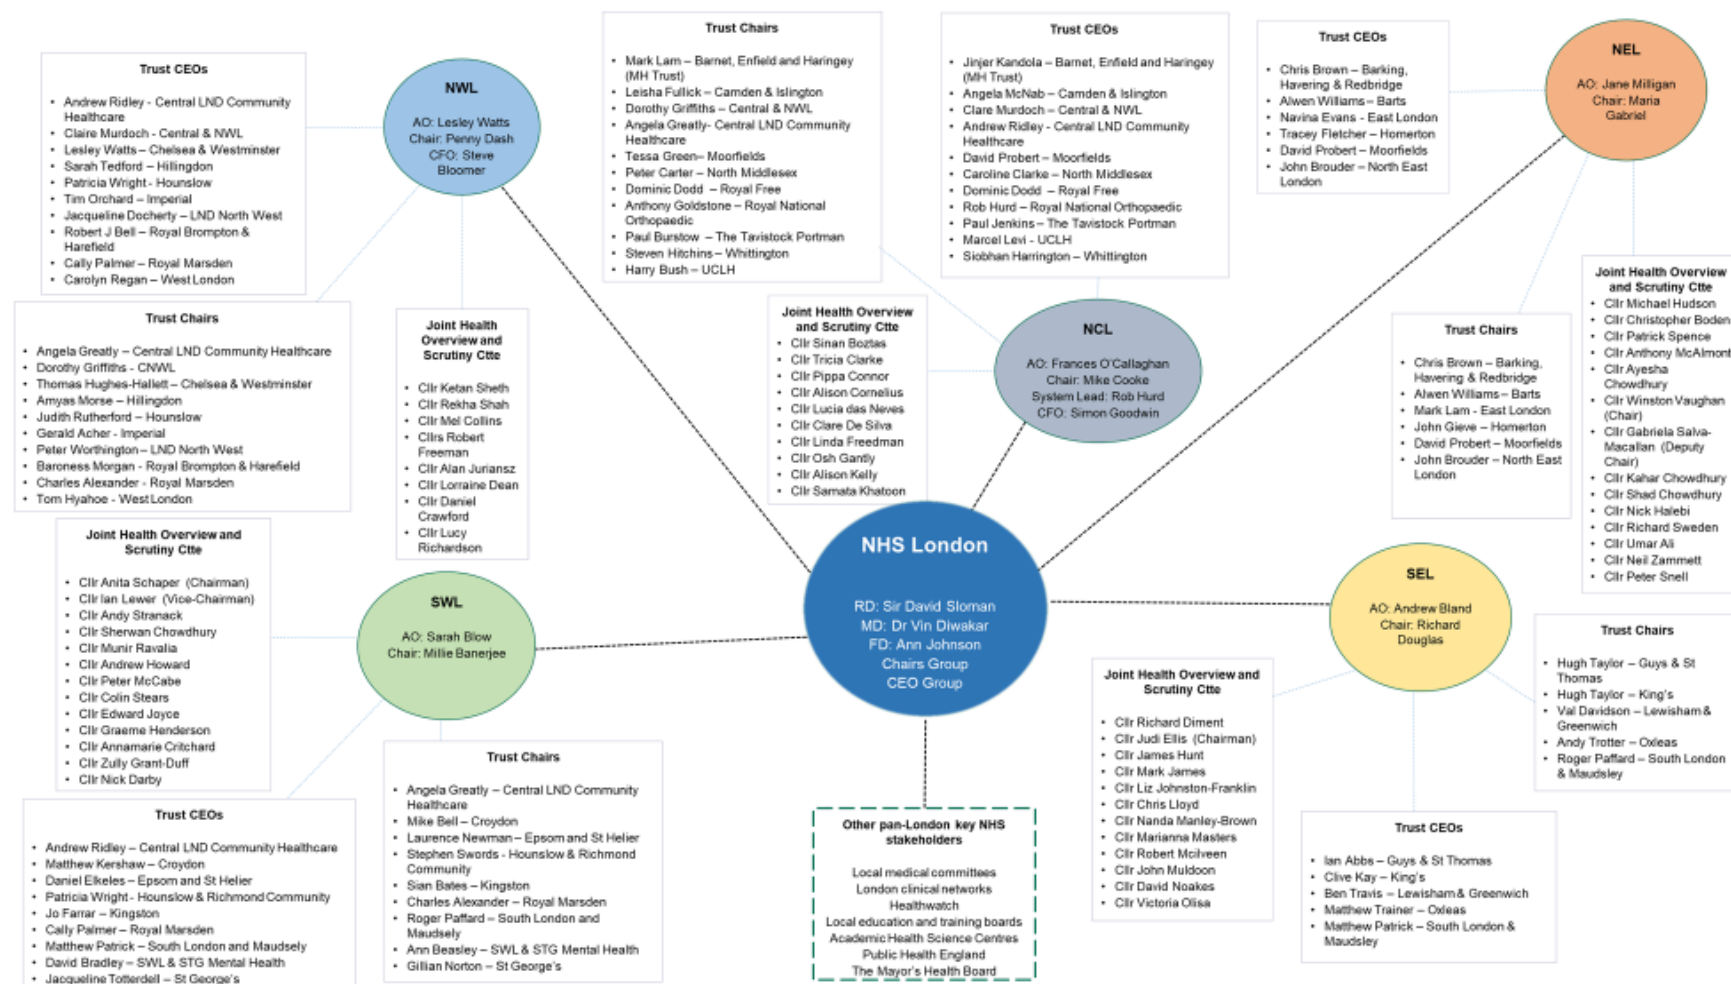 Trust CEOs
• Andrew Ridley - Central LND Community
Healthcare
• Claire Murdoch - Central & NWL
• Lesley Watts – Chelsea & Westminster
• Sarah Tedford – Hillingdon
• Patricia Wright - Hounslow
• Tim Orchard – Imperial
• Jacqueline Docherty – LND North West
• Robert J Bell – Royal Brompton &
Harefield
• Cally Palmer – Royal Marsden
• Carolyn Regan – West London
NWL
AO: Lesley Watts
Chair: Penny Dash
CFO: Steve
Bloomer
Trust Chairs
• Mark Lam – Barnet, Enfield and Haringey
(MH Trust)
• Leisha Fullick – Camden & Islington
• Dorothy Griffiths – Central & NWL
• Angela Greatly- Central LND Community
Healthcare
• Tessa Green– Moorfields
• Peter Carter – North Middlesex
• Dominic Dodd – Royal Free
• Anthony Goldstone – Royal National
Orthopaedic
• Paul Burstow – The Tavistock Portman
• Steven Hitchins – Whittington
• Harry Bush – UCLH
Trust CEOs
• Jinjer Kandola – Barnet, Enfield and Haringey
(MH Trust)
• Angela McNab – Camden & Islington
• Clare Murdoch – Central & NWL
• Andrew Ridley - Central LND Community
Healthcare
• David Probert – Moorfields
• Caroline Clarke – North Middlesex
• Dominic Dodd – Royal Free
• Rob Hurd – Royal National Orthopaedic
• Paul Jenkins – The Tavistock Portman
• Marcel Levi - UCLH
• Siobhan Harrington – Whittington
Trust CEOs
• Chris Brown – Barking,
Havering & Redbridge
• Alwen Williams – Barts
• Navina Evans - East London
• Tracey Fletcher – Homerton
• David Probert – Moorfields
• John Brouder – North East
London
NEL
AO: Jane Milligan
Chair: Maria
Gabriel
Trust Chairs
• Angela Greatly – Central LND Community Healthcare
• Dorothy Griffiths - CNWL
• Thomas Hughes-Hallett – Chelsea & Westminster
• Amyas Morse – Hillingdon
• Judith Rutherford – Hounslow
• Gerald Acher - Imperial
• Peter Worthington – LND North West
• Baroness Morgan - Royal Brompton & Harefield
• Charles Alexander - Royal Marsden
• Tom Hyahoe - West London
Joint Health
Overview and
Scrutiny Ctte
• Cllr Ketan Sheth
• Cllr Rekha Shah
• Cllr Mel Collins
• Cllrs Robert
Freeman
• Cllr Alan Juriansz
• Cllr Lorraine Dean
• Cllr Daniel
Crawford
• Cllr Lucy
Richardson
Joint Health Overview
and Scrutiny Ctte
• Cllr Sinan Boztas
• Cllr Tricia Clarke
• Cllr Pippa Connor
• Cllr Alison Cornelius
• Cllr Lucia das Neves
• Cllr Clare De Silva
• Cllr Linda Freedman
• Cllr Osh Gantly
• Cllr Alison Kelly
• Cllr Samata Khatoon
NCL
AO: Frances O'Callaghan
Chair: Mike Cooke
System Lead: Rob Hurd
CFO: Simon Goodwin
Trust Chairs
• Chris Brown – Barking,
Havering & Redbridge
• Alwen Williams – Barts
• Mark Lam - East London
• John Gieve – Homerton
• David Probert – Moorfields
• John Brouder – North East
London
Joint Health Overview
and Scrutiny Ctte
• Cllr Michael Hudson
• Cllr Christopher Boden
• Cllr Patrick Spence
• Cllr Anthony McAlmont
• Cllr Ayesha
Chowdhury
• Cllr Winston Vaughan
(Chair)
• Cllr Gabriela Salva-
Macallan (Deputy
Chair)
• Cllr Kahar Chowdhury
• Cllr Shad Chowdhury
• Cllr Nick Halebi
• Cllr Richard Sweden
• Cllr Umar Ali
• Cllr Neil Zammett
• Cllr Peter Snell
Joint Health Overview and
Scrutiny Ctte
• Cllr Anita Schaper (Chairman)
• Cllr Ian Lewer (Vice-Chairman)
• Cllr Andy Stranack
• Cllr Sherwan Chowdhury
• Cllr Munir Ravalia
• Cllr Andrew Howard
• Cllr Peter McCabe
• Cllr Colin Stears
• Cllr Edward Joyce
• Cllr Graeme Henderson
• Cllr Annamarie Critchard
• Cllr Zully Grant-Duff
• Cllr Nick Darby
SWL
AO: Sarah Blow
Chair: Millie Banerjee
NHS London
RD: Sir David Sloman
MD: Dr Vin Diwakar
FD: Ann Johnson
Chairs Group
CEO Group
SEL
AO: Andrew Bland
Chair: Richard
Douglas
Trust Chairs
• Hugh Taylor – Guys & St
Thomas
• Hugh Taylor – King's
• Val Davidson – Lewisham &
Greenwich
• Andy Trotter – Oxleas
• Roger Paffard – South London
& Maudsley
Joint Health Overview and
Scrutiny Ctte
• Cllr Richard Diment
• Cllr Judi Ellis (Chairman)
• Cllr James Hunt
• Cllr Mark James
• Cllr Liz Johnston-Franklin
• Cllr Chris Lloyd
• Cllr Nanda Manley-Brown
• Cllr Marianna Masters
• Cllr Robert Mcilveen
• Cllr John Muldoon
• Cllr David Noakes
• Cllr Victoria Olisa
Trust CEOs
• Ian Abbs – Guys & St Thomas
• Clive Kay – King's
• Ben Travis – Lewisham & Greenwich
• Matthew Trainer – Oxleas
• Matthew Patrick – South London &
Maudsley
Trust CEOs
• Andrew Ridley – Central LND Community Healthcare
• Matthew Kershaw – Croydon
• Daniel Elkeles – Epsom and St Helier
• Patricia Wright - Hounslow & Richmond Community
• Jo Farrar – Kingston
• Cally Palmer – Royal Marsden
• Matthew Patrick – South London and Maudsely
• David Bradley – SWL & STG Mental Health
• Jacqueline Totterdell – St George's
Trust Chairs
• Angela Greatly – Central LND Community
Healthcare
• Mike Bell – Croydon
• Laurence Newman – Epsom and St Helier
• Stephen Swords - Hounslow & Richmond
Community
• Sian Bates – Kingston
• Charles Alexander – Royal Marsden
• Roger Paffard – South London and
Maudsely
• Ann Beasley – SWL & STG Mental Health
• Gillian Norton – St George's
Other pan-London key NHS
stakeholders
Local medical committees
London clinical networks
Healthwatch
Local education and training boards
Academic Health Science Centres
Public Health England
The Mayor's Health Board